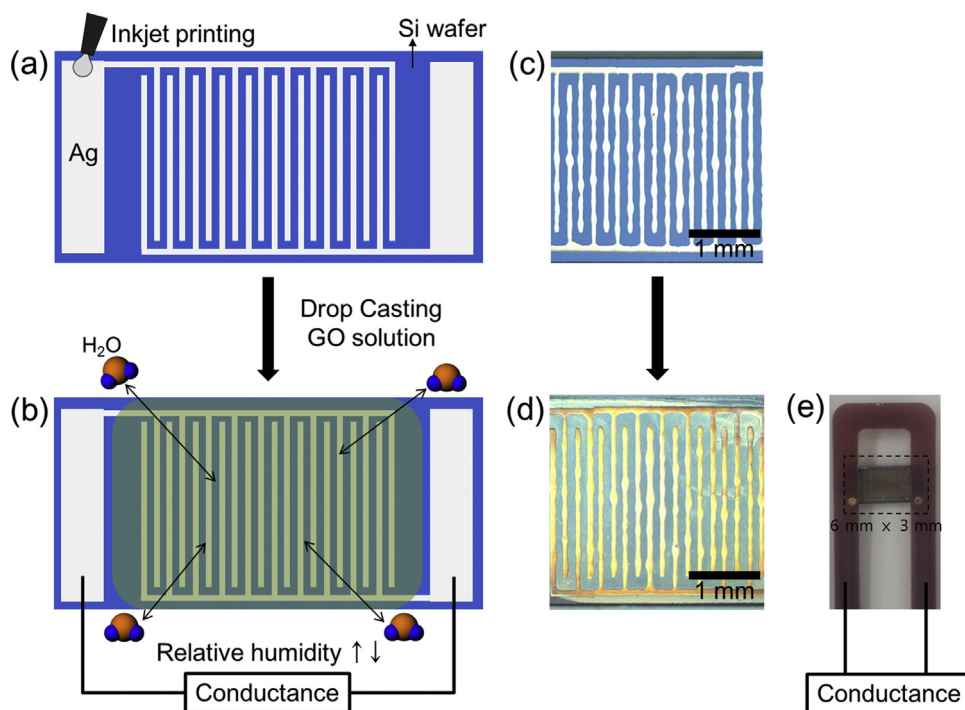 Inkjet printing
Si wafer
(a)
Ag
(c)
1 mm
Drop Casting
GO solution
H₂O
(b)
Relative humidity ↑ ↓
Conductance
(d)
1 mm
(e)
6 mm x 3 mm
Conductance